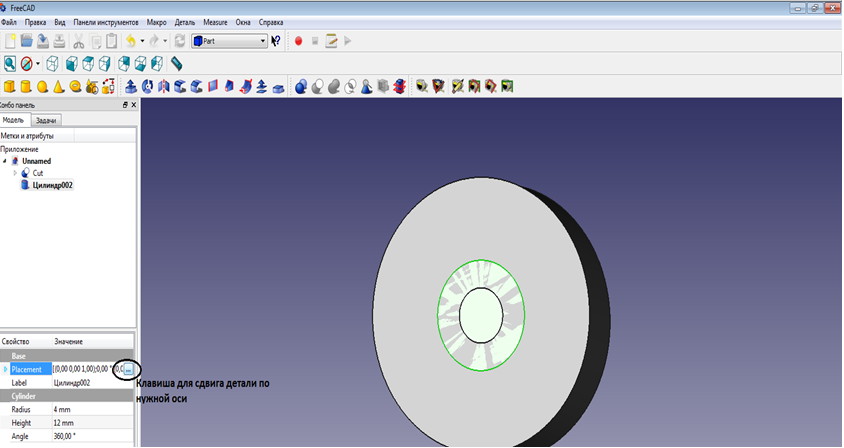 FreeCAD
Файл Правка Вид Панели инструментов Макро Деталь Measure Окна Справка
Part
Комбо панель
Модель Задачи
Метки и атрибуты
Приложение
Unnamed
Cut
Цилиндр002
Свойство Значение
Base
Placement [(0,00 0,00 1,00);0,00 °;(0,0 ...
Label Цилиндр002
Cylinder
Radius 4 mm
Height 12 mm
Angle 360,00 °
Клавиша для сдвига детали по
нужной оси